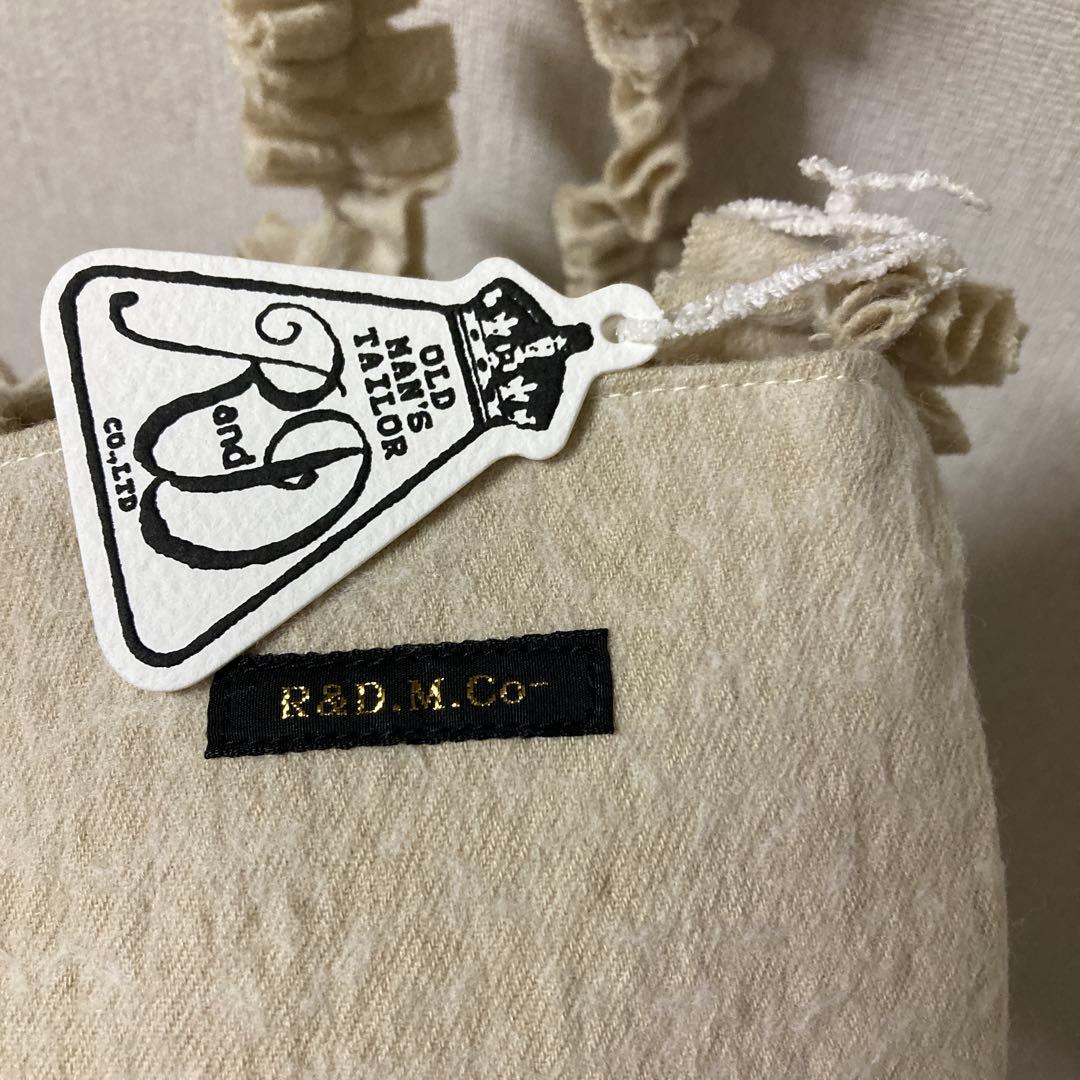 OLD
MAN'S
TAILOR
R
and
D
CO.,LTD
R&D.M.Co-